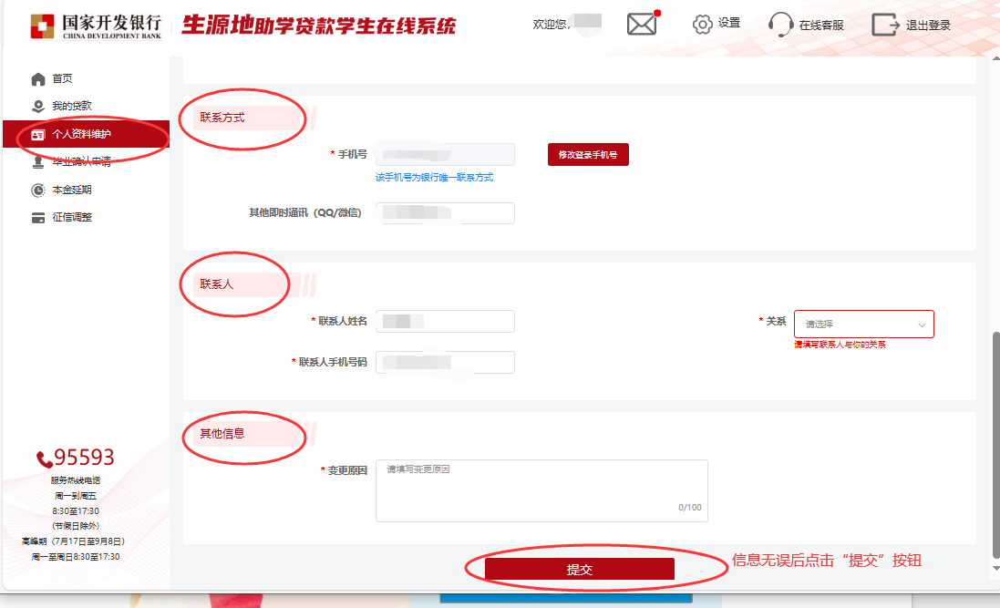 国家开发银行
CHINA DEVELOPMENT BANK
生源地助学贷款学生在线系统
欢迎您,
设置
在线客服
退出登录
首页
我的贷款
个人资料维护
毕业确认申请
本金延期
征信调整
联系方式
* 手机号
修改登录手机号
该手机号为银行唯一联系方式
其他即时通讯（QQ/微信）
联系人
* 联系人姓名
* 关系
请选择
请填写联系人与你的关系
* 联系人手机号码
其他信息
* 变更原因
请填写变更原因
0/100
95593
服务热线电话
周一到周五
8:30至17:30
(节假日除外)
高峰期（7月17日至9月8日）
周一至周日8:30至17:30
提交
信息无误后点击“提交”按钮